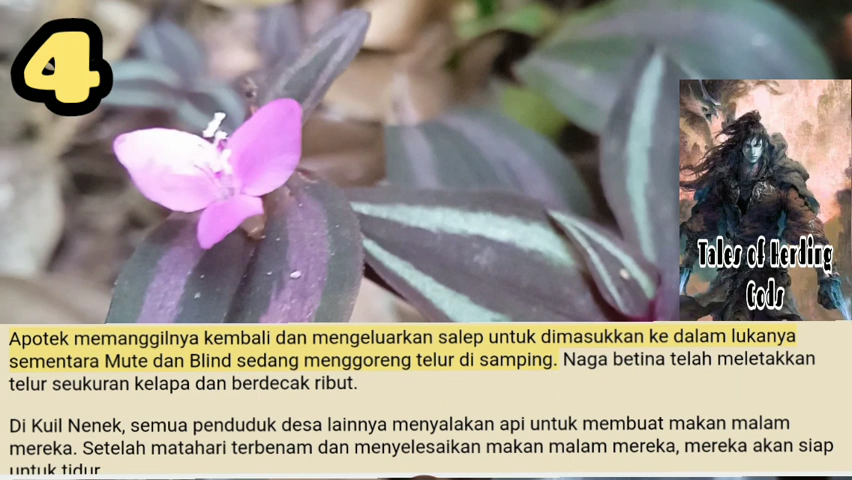 4
Tales of Herding
Gods
Apotek memanggilnya kembali dan mengeluarkan salep untuk dimasukkan ke dalam lukanya
sementara Mute dan Blind sedang menggoreng telur di samping. Naga betina telah meletakkan
telur seukuran kelapa dan berdecak ribut.
Di Kuil Nenek, semua penduduk desa lainnya menyalakan api untuk membuat makan malam
mereka. Setelah matahari terbenam dan menyelesaikan makan malam mereka, mereka akan siap
untuk tidur